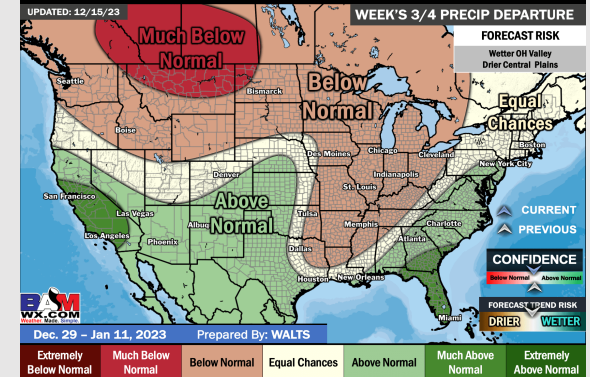 UPDATED: 12/15/23
WEEK'S 3/4 PRECIP DEPARTURE
FORECAST RISK
Wetter OH Valley
Drier Central Plains
Much Below
Normal
Below
Normal
Equal
Chances
Above
Normal
Seattle
Bismarck
Boise
Des Moines
Chicago
Cleveland
Boston
New York City
Indianapolis
Denver
St. Louis
San Francisco
Las Vegas
Los Angeles
Phoenix
Albuq
Tulsa
Memphis
Charlotte
Atlanta
Dallas
Houston
New Orleans
Miami
CURRENT
PREVIOUS
CONFIDENCE
Below Normal
Above Normal
FORECAST TREND RISK
DRIER
WETTER
BAM
WX.COM
Weather. Made. Simple.
Dec. 29 – Jan 11, 2023
Prepared By: WALTS
Extremely
Below Normal
Much Below
Normal
Below Normal
Equal Chances
Above Normal
Much Above
Normal
Extremely
Above Normal